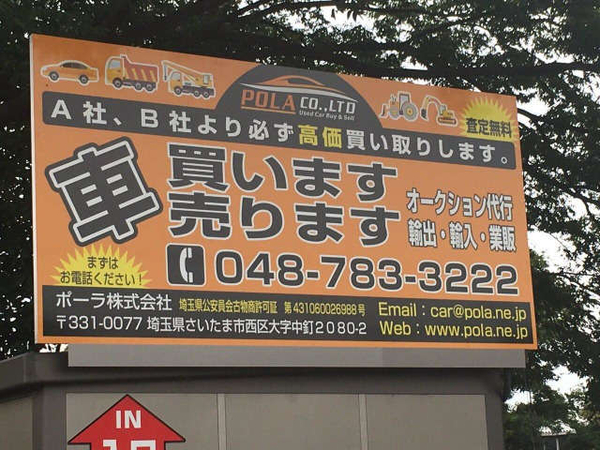 POLA CO.,LTD
Used Car Buy & Sell
査定無料
A社、B社より必ず高価買い取りします。
車
買います
売ります
オークション代行
輸出・輸入・業販
まずは
お電話ください!
048-783-3222
ポーラ株式会社 埼玉県公安員会古物商許可証 第431060026988号
Email : car@pola.ne.jp
〒331-0077 埼玉県さいたま市西区大字中釘2080-2
Web : www.pola.ne.jp
IN
入口